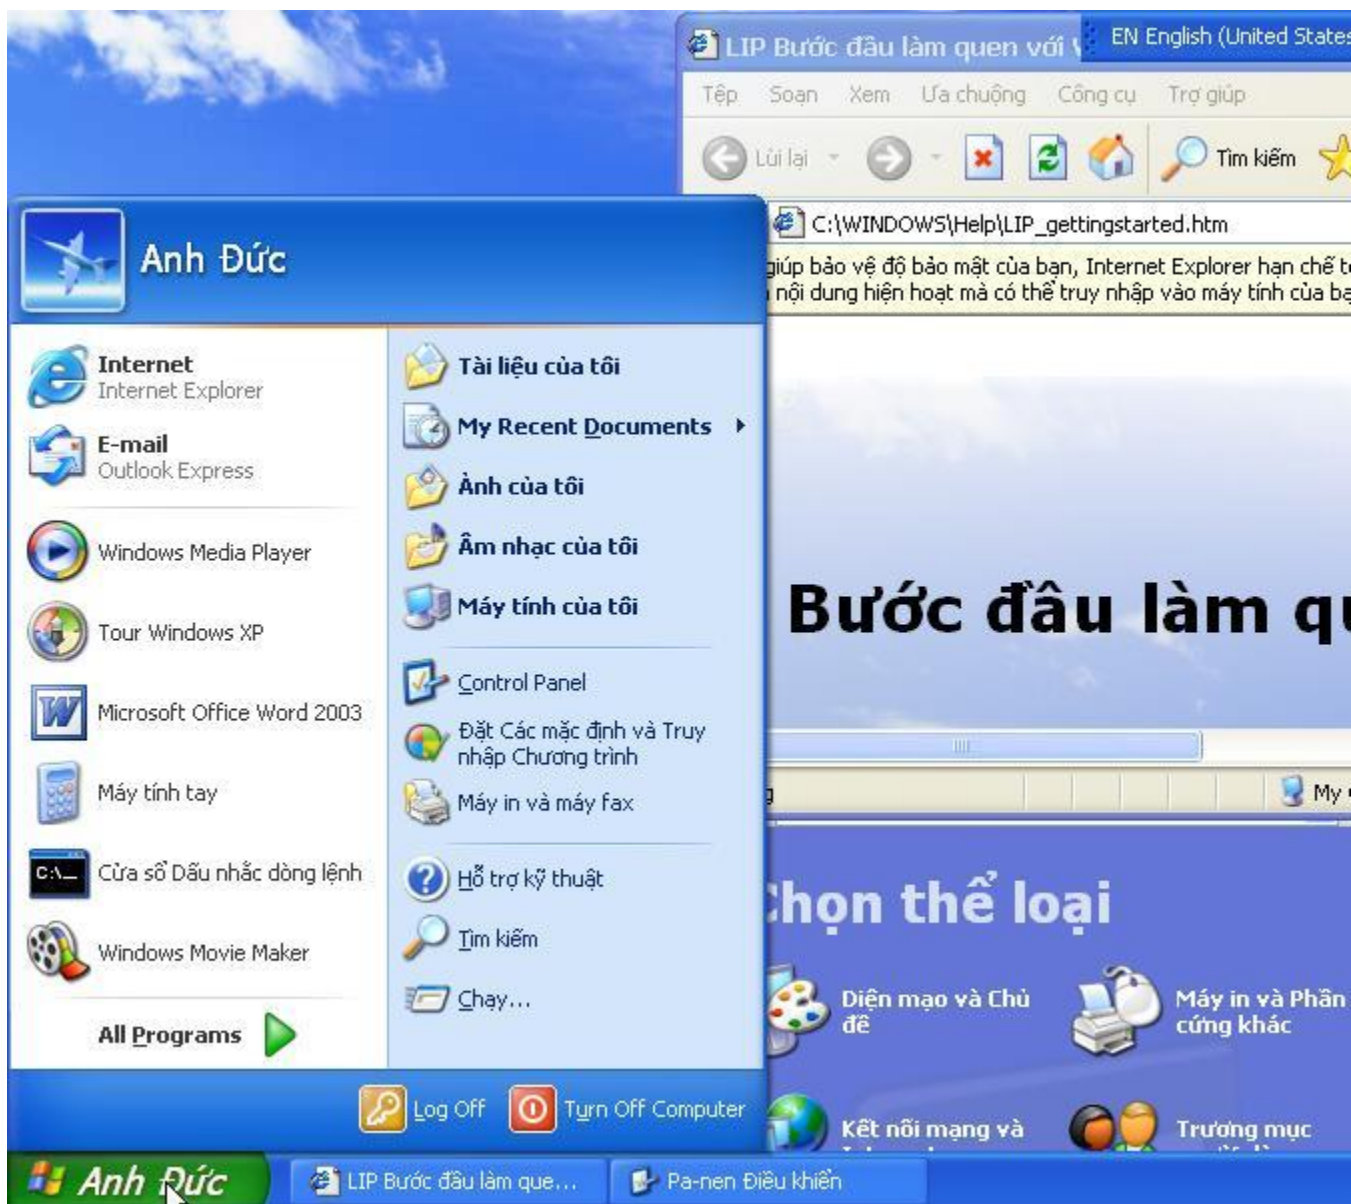 LIP Bước đầu làm quen với
EN English (United States
Tệp Soạn Xem Ưa chuộng Công cụ Trợ giúp
Lùi lại Tìm kiếm
C:\WINDOWS\Help\LIP_gettingstarted.htm
giúp bảo vệ độ bảo mật của bạn, Internet Explorer hạn chế
nội dung hiện hoạt mà có thể truy nhập vào máy tính của
Bước đầu làm
My
Anh Đức
Internet
Internet Explorer
E-mail
Outlook Express
Windows Media Player
Tour Windows XP
Microsoft Office Word 2003
Máy tính tay
C:\_
Cửa sổ Dấu nhắc dòng lệnh
Windows Movie Maker
All Programs
Tài liệu của tôi
My Recent Documents
Ảnh của tôi
Âm nhạc của tôi
Máy tính của tôi
Control Panel
Đặt Các mặc định và Truy
nhập Chương trình
Máy in và máy fax
Hỗ trợ kỹ thuật
Tìm kiếm
Chạy...
Log Off Turn Off Computer
Chọn thể loại
Diện mạo và Chủ
đề
Máy in và Phần
cứng khác
Kết nối mạng và
Trương mục
Anh Đức
LIP Bước đầu làm que...
Pa-nen Điều khiển